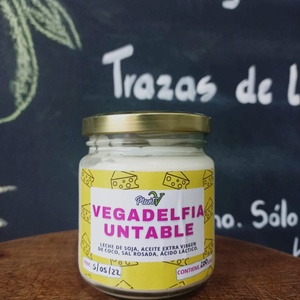 Trazas de l
no. Sólo
Plant
VEGADELFIA
UNTABLE
LECHE DE SOJA, ACEITE EXTRA VIRGEN
DE COCO, SAL ROSADA, ÁCIDO LÁCTICO.
5/05/22
CONTIENE